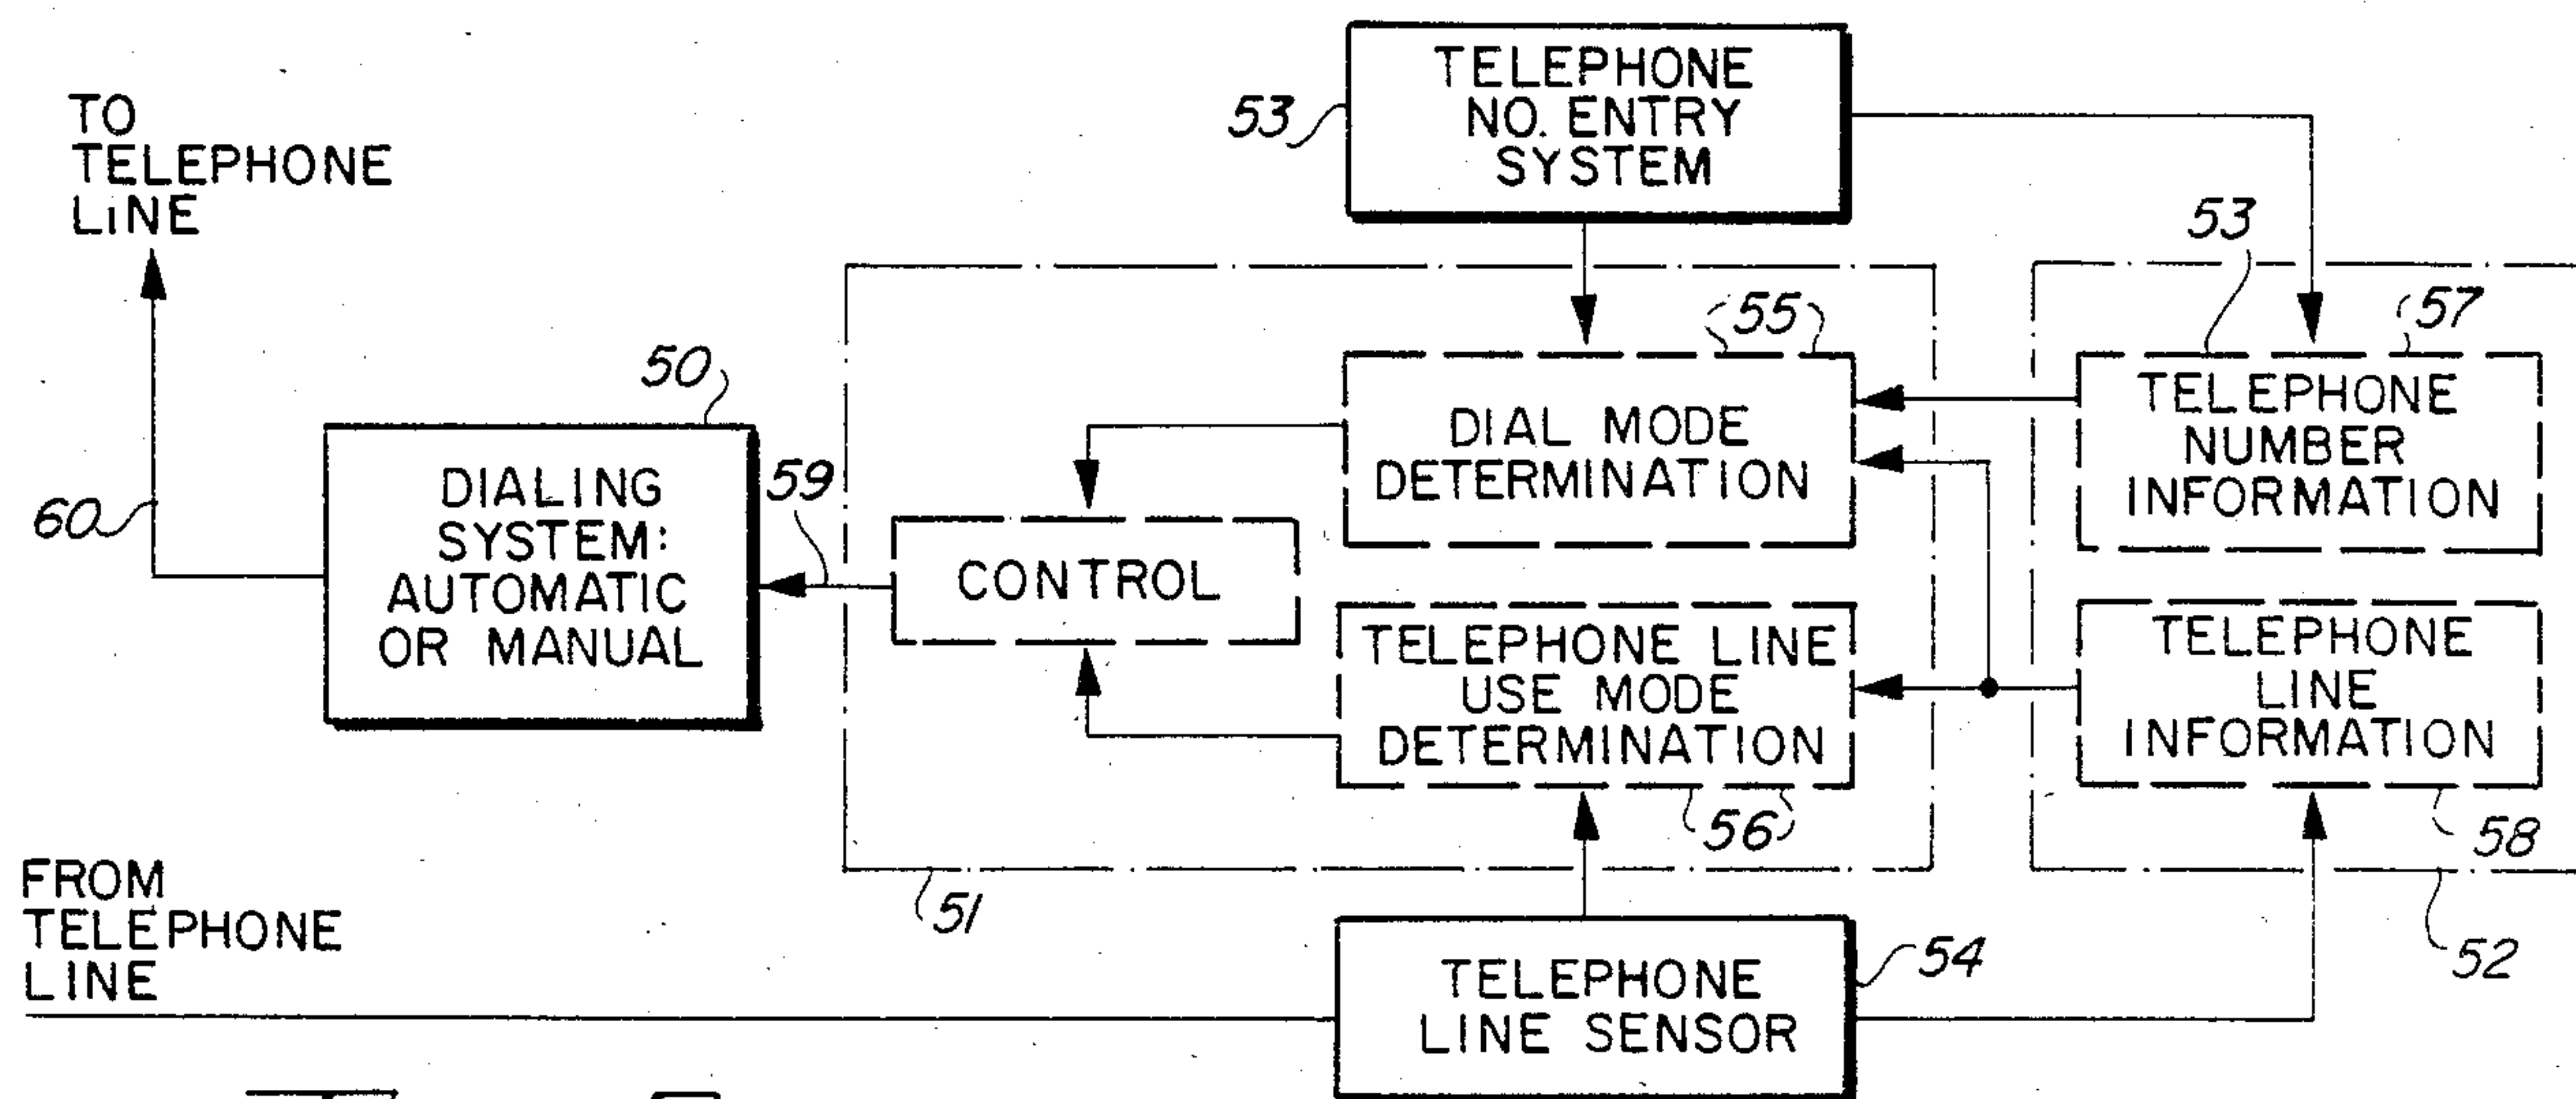 TELEPHONE
NO. ENTRY
SYSTEM
53
TO
TELEPHONE
LINE
53
55
57
50
TELEPHONE
NUMBER
INFORMATION
DIAL MODE
DETERMINATION
59
DIALING
SYSTEM:
AUTOMATIC
OR MANUAL
60
CONTROL
TELEPHONE LINE
USE MODE
DETERMINATION
TELEPHONE
LINE
INFORMATION
56
58
51
52
FROM
TELEPHONE
LINE
54
TELEPHONE
LINE SENSOR